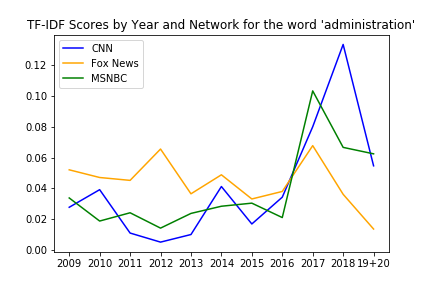 TF-IDF Scores by Year and Network for the word 'administration'
CNN
Fox News
MSNBC
0.12
0.10
0.08
0.06
0.04
0.02
0.00
2009 2010 2011 2012 2013 2014 2015 2016 2017 2018 19+20